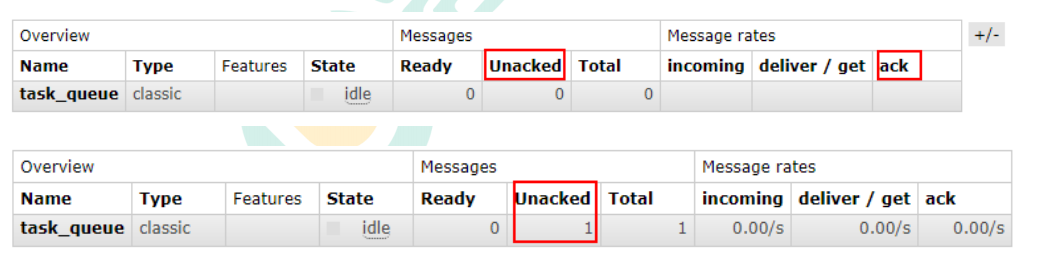 Overview Messages Message rates +/-
Name Type Features State Ready Unacked Total incoming deliver / get ack
task_queue classic idle 0 0 0
Overview Messages Message rates
Name Type Features State Ready Unacked Total incoming deliver / get ack
task_queue classic idle 0 1 1 0.00/s 0.00/s 0.00/s